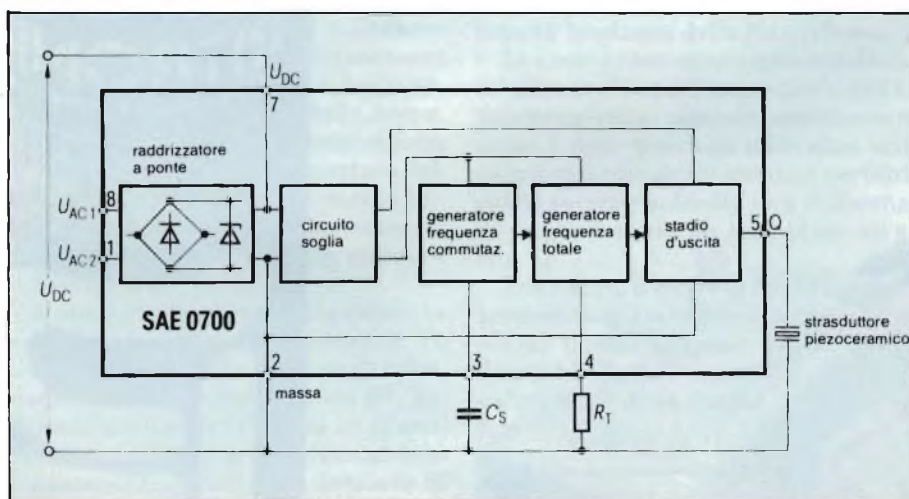 U_DC
7
raddrizzatore
a ponte
U_AC1
8
U_AC2
1
U_DC
circuito
soglia
generatore
frequenza
commutaz.
generatore
frequenza
totale
stadio
d'uscita
5
Q
SAE 0700
strasduttore
piezoceramico
2
massa
3
4
C_S
R_T